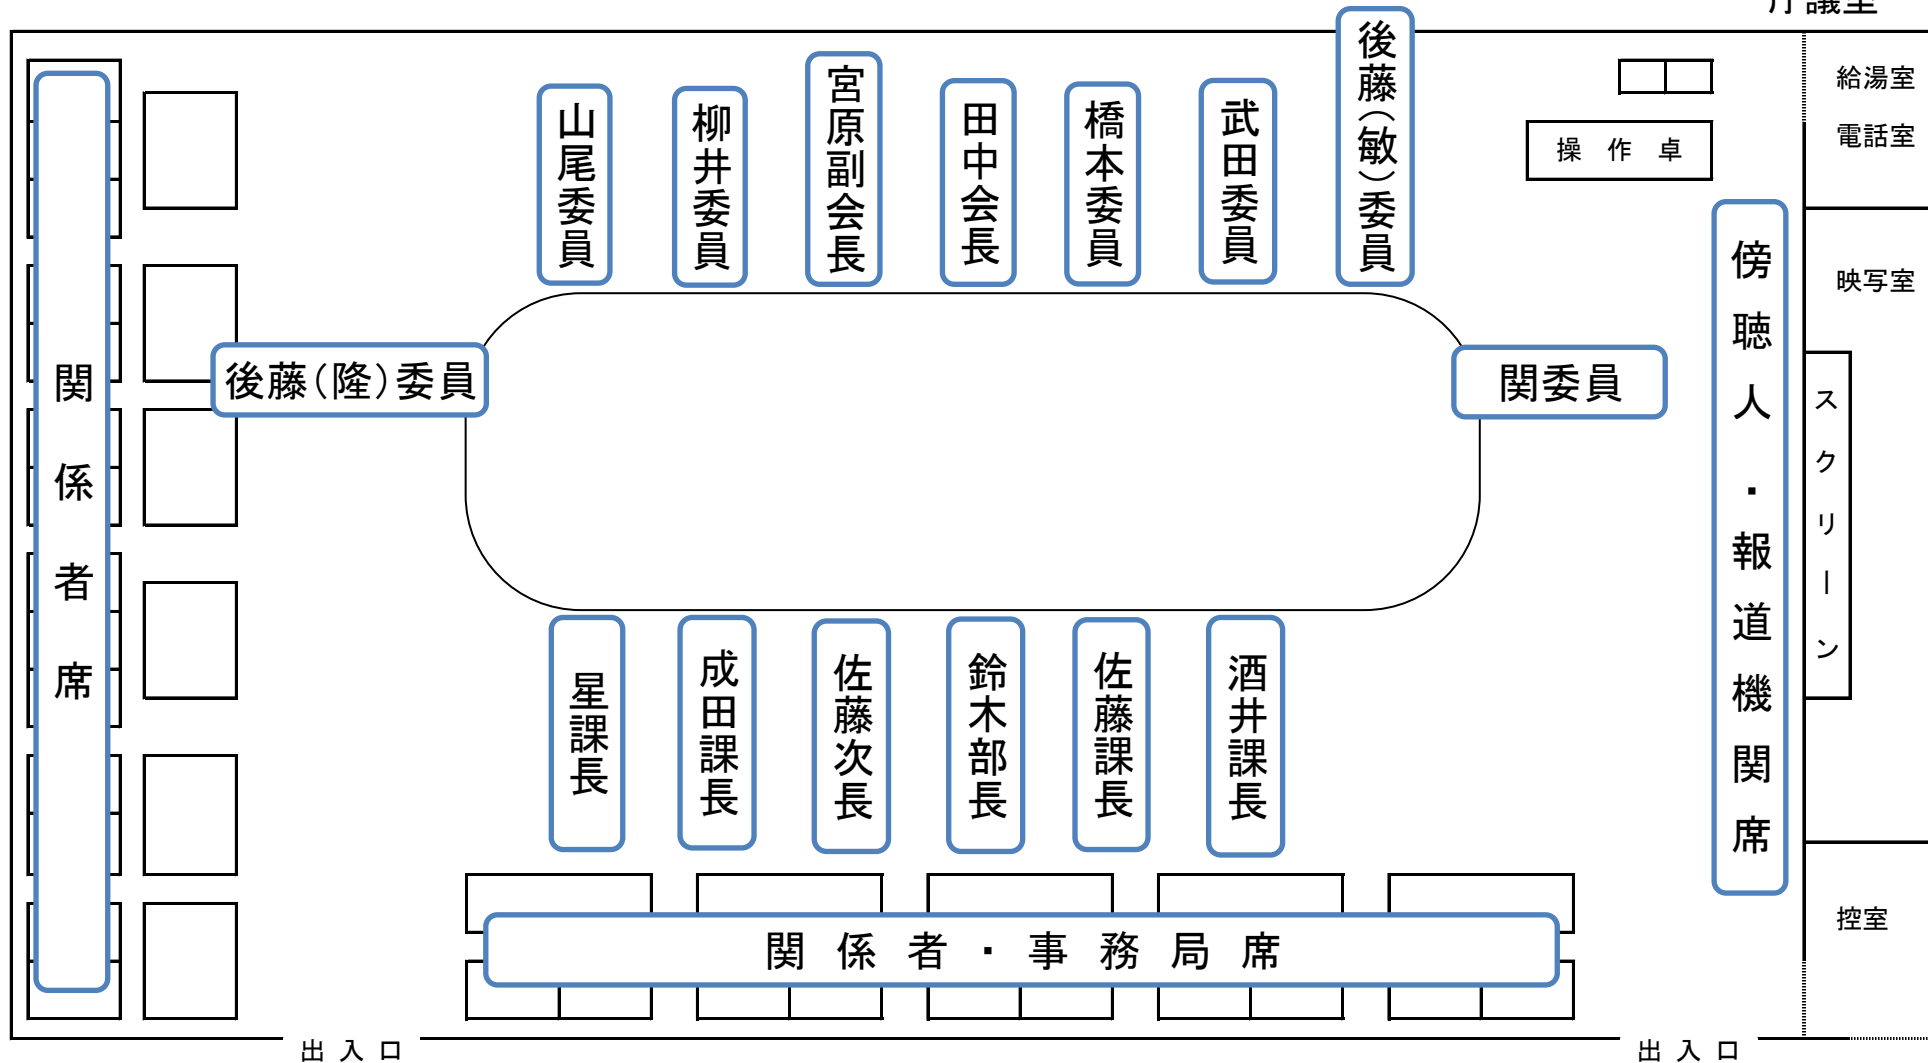 庁議室
給湯室
電話室
映写室
スクリーン
控室
操作卓
後藤（敏）委員
武田委員
橋本委員
田中会長
宮原副会長
柳井委員
山尾委員
後藤（隆）委員
関委員
関係者席
傍聴人・報道機関席
星課長
成田課長
佐藤次長
鈴木部長
佐藤課長
酒井課長
関係者・事務局席
出入口
出入口